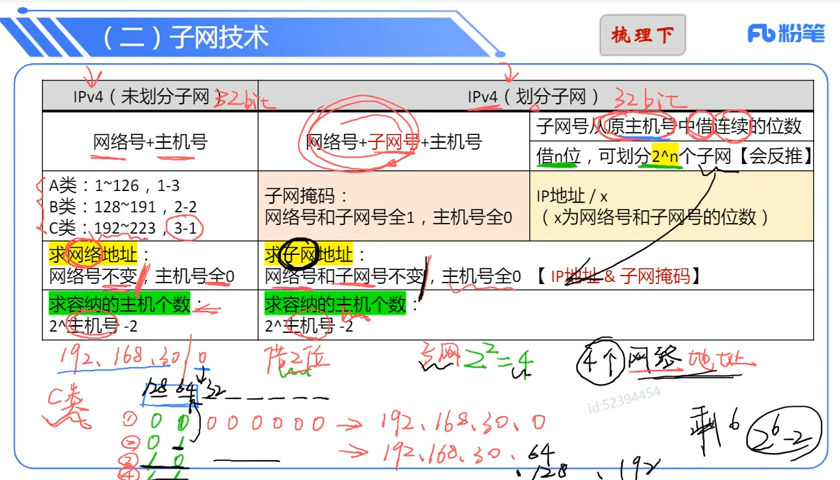 （二）子网技术
梳理下
粉笔
IPv4（未划分子网） 32bit
IPv4（划分子网） 32bit
网络号+主机号
网络号+子网号+主机号
子网号从原主机号中借连续的位数
借n位，可划分2^n个子网【会反推】
A类：1~126，1-3
B类：128~191，2-2
C类：192~223，3-1
子网掩码：
网络号和子网号全1，主机号全0
IP地址 / x
（x为网络号和子网号的位数）
求网络地址：
网络号不变，主机号全0
求子网地址：
网络号和子网号不变，主机号全0 【 IP地址 & 子网掩码】
求容纳的主机个数：
2^主机号 -2
求容纳的主机个数：
2^主机号 -2
192.168.30.0 借2位 子网 2²=4 4个 网络地址
C类 128 64 32
id:52394454
① 0 0 0 0 0 0 0 0 → 192.168.30.0
剩6 2^6-2
② 0 1 → 192.168.30.64
③ 1 0 .128 .192
④ 1 1